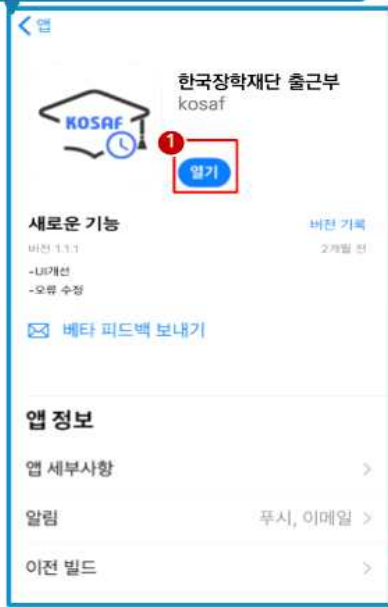 앱
한국장학재단 출근부
kosaf
KOSAF
1
열기
새로운 기능
버전 기록
버전 1.1.1
2개월 전
-UI개선
-오류 수정
베타 피드백 보내기
앱 정보
앱 세부사항
알림
푸시, 이메일
이전 빌드